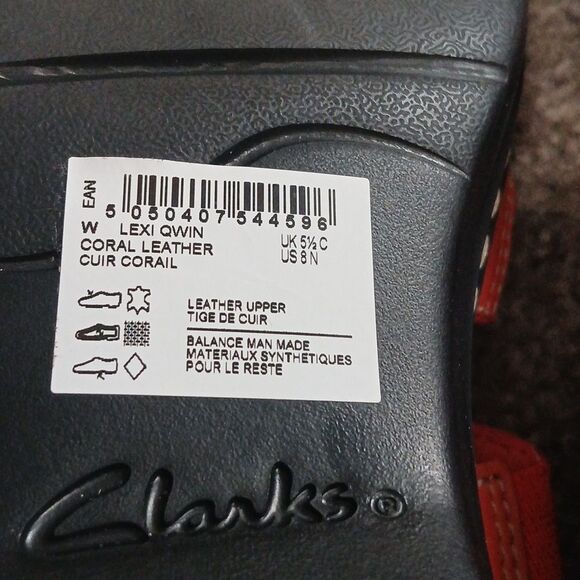 EAN
5 050407 544596
W LEXI QWIN UK 5½ C
CORAL LEATHER US 8 N
CUIR CORAIL
LEATHER UPPER
TIGE DE CUIR
BALANCE MAN MADE
MATERIAUX SYNTHETIQUES
POUR LE RESTE
Clarks®